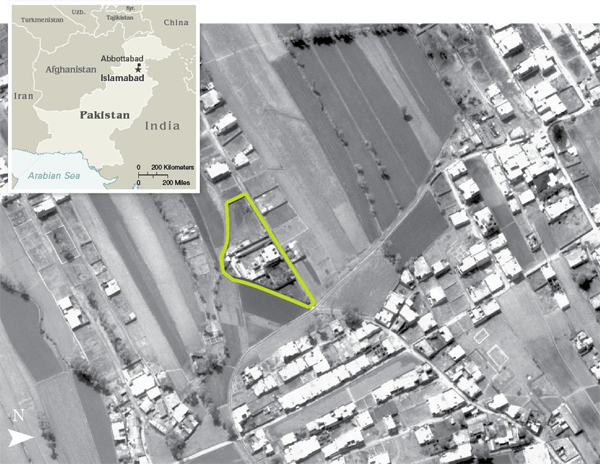 UZB.
Kyr.
China
Turkmenistan
Tajikistan
Abbottabad
Afghanistan
Islamabad
Iran
Pakistan
India
0 200 Kilometers
0 200 Miles
Arabian Sea
N